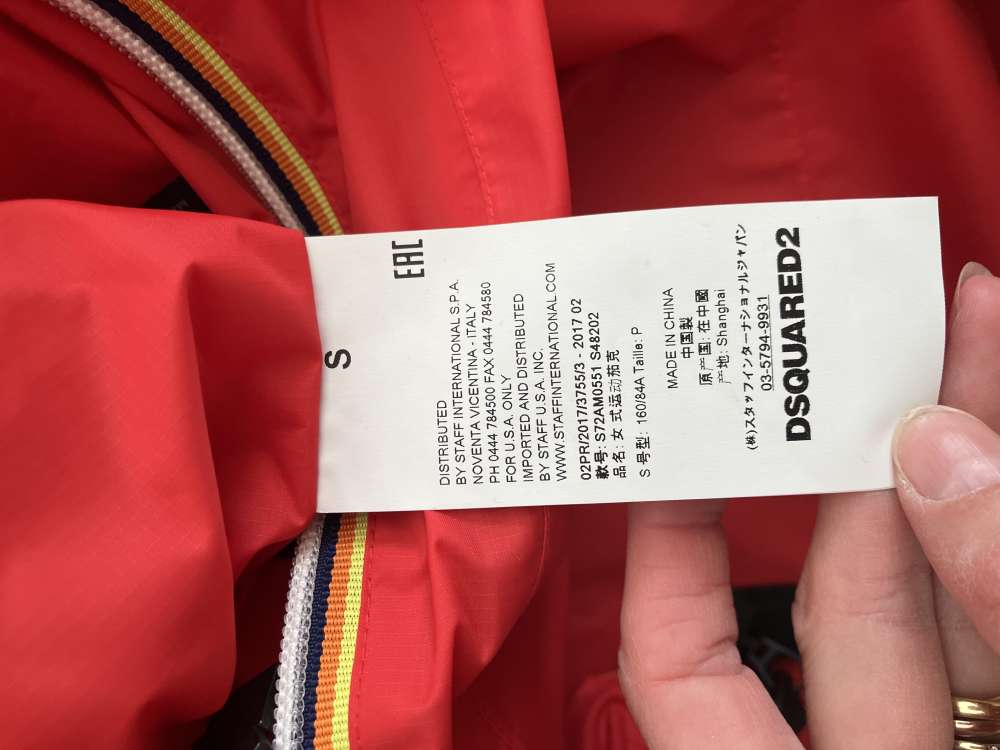 EAC
S
DISTRIBUTED
BY STAFF INTERNATIONAL S.P.A.
NOVENTA VICENTINA - ITALY
PH 0444 784500 FAX 0444 784580
FOR U.S.A. ONLY
IMPORTED AND DISTRIBUTED
BY STAFF U.S.A. INC.
WWW.STAFFINTERNATIONAL.COM
02PR/2017/3755/3 - 2017 02
款号: S72AM0551 S48202
品名: 女 式运动茄克
S 号型: 160/84A Taille: P
MADE IN CHINA
中国製
原产国: 在中國
产地: Shanghai
(株)スタッフインターナショナルジャパン
03-5794-9931
DSQUARED2